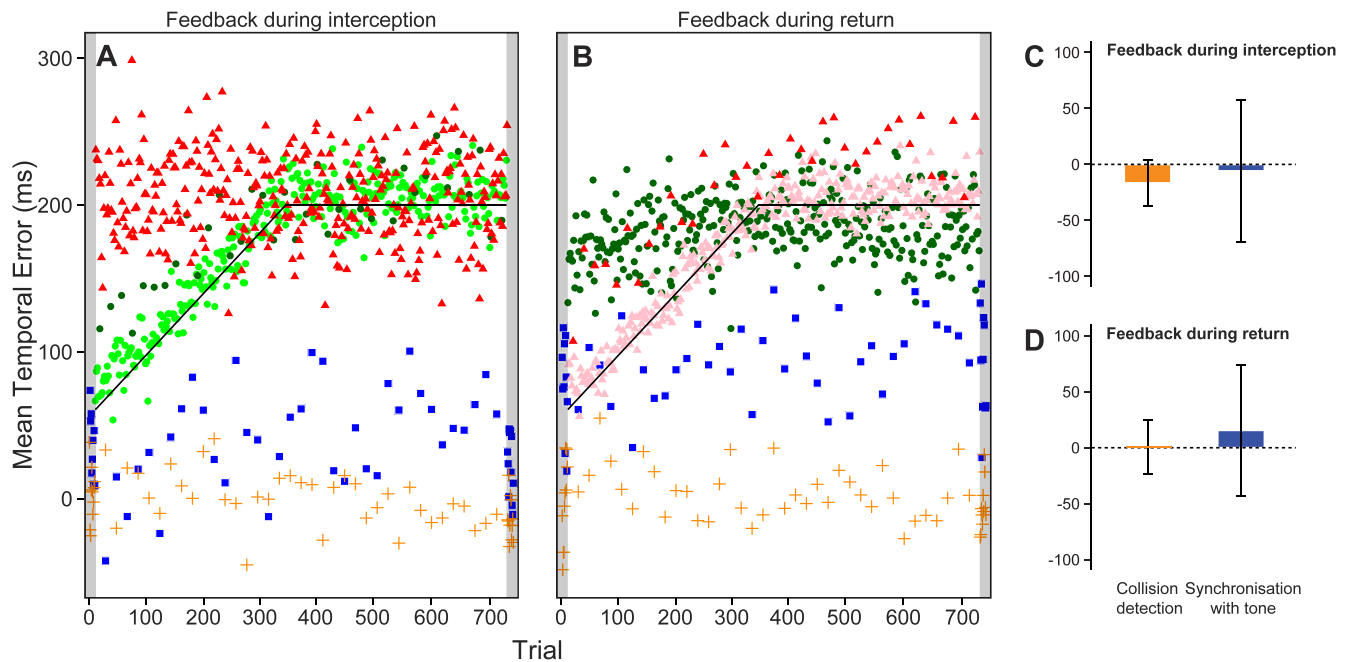 Feedback during interception
Feedback during return
A
B
C
D
Mean Temporal Error (ms)
300
200
100
0
0 100 200 300 400 500 600 700
0 100 200 300 400 500 600 700
Trial
Feedback during interception
100
50
0
-50
-100
Feedback during return
100
50
0
-50
-100
Collision
detection
Synchronisation
with tone